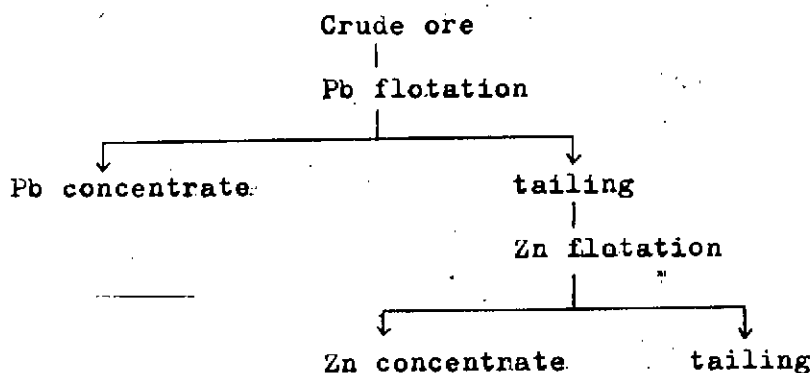 Crude ore
Pb flotation
Pb concentrate
tailing
Zn flotation
Zn concentrate
tailing